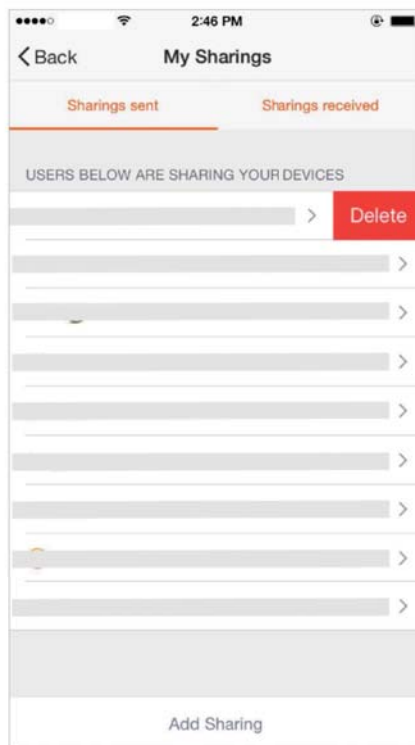 2:46 PM
Back My Sharings
Sharings sent Sharings received
USERS BELOW ARE SHARING YOUR DEVICES
Delete
Add Sharing